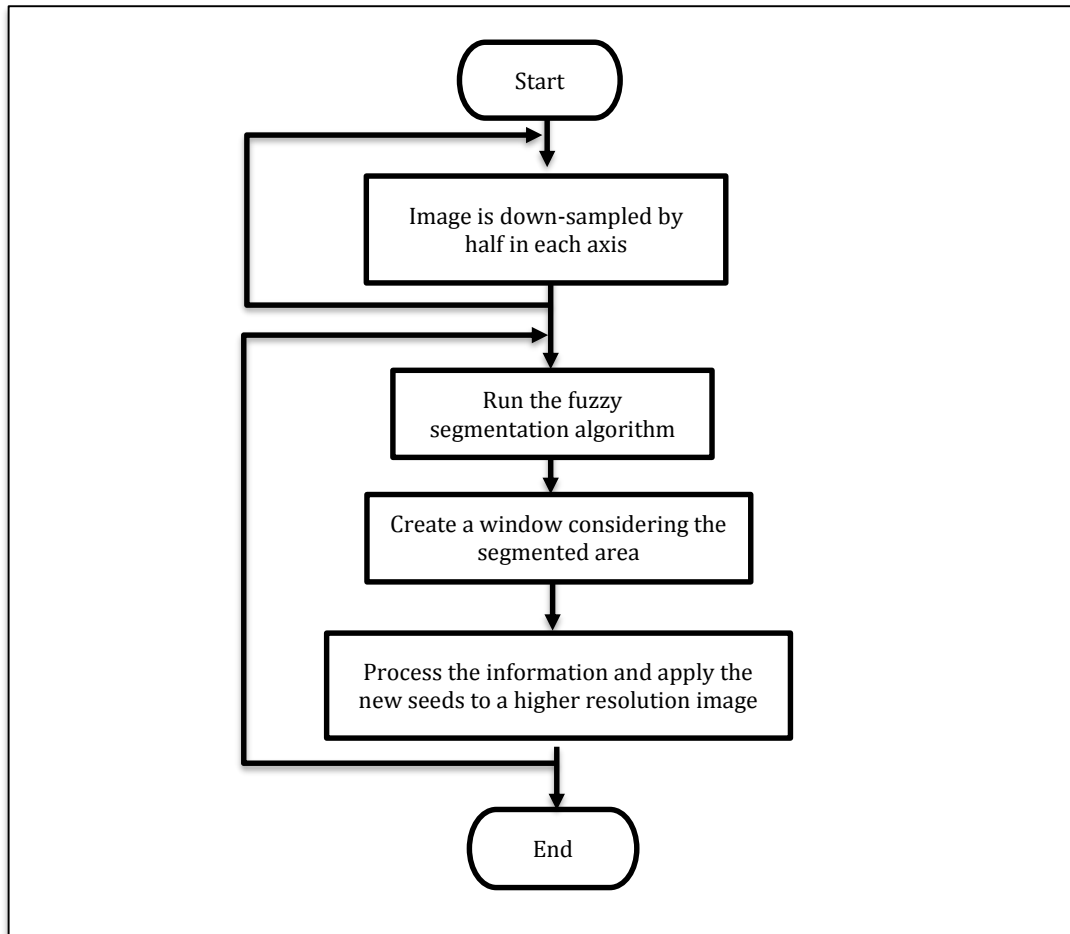 Start
Image is down-sampled by
half in each axis
Run the fuzzy
segmentation algorithm
Create a window considering the
segmented area
Process the information and apply the
new seeds to a higher resolution image
End